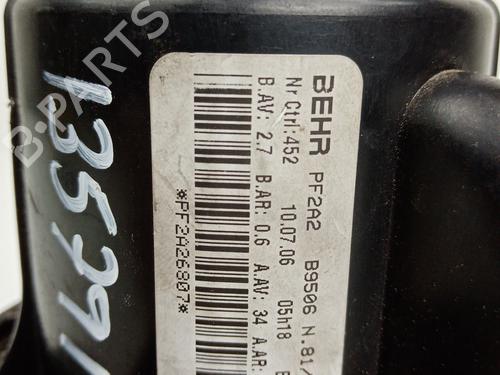 B-PARTS
BEHR PF2A2 B9506 N.81/
Nr Ctrl:452 10.07.06 05h18
B.AV: 2.7 B.AR: 0.6 A.AV: 34 A.AR:
*PF2A26807*